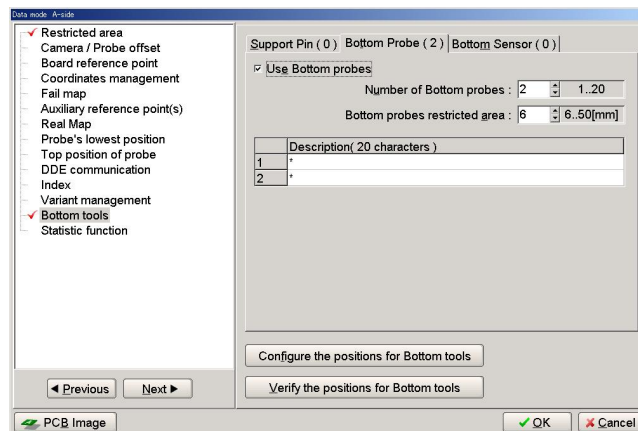 Data mode A-side
Restricted area
Camera / Probe offset
Board reference point
Coordinates management
Fail map
Auxiliary reference point(s)
Real Map
Probe's lowest position
Top position of probe
DDE communication
Index
Variant management
Bottom tools
Statistic function
◄ Previous Next ►
Support Pin ( 0 ) Bottom Probe ( 2 ) Bottom Sensor ( 0 )
Use Bottom probes
Number of Bottom probes : 2 1..20
Bottom probes restricted area : 6 6..50[mm]
Description( 20 characters )
1 *
2 *
Configure the positions for Bottom tools
Verify the positions for Bottom tools
PCB Image OK Cancel